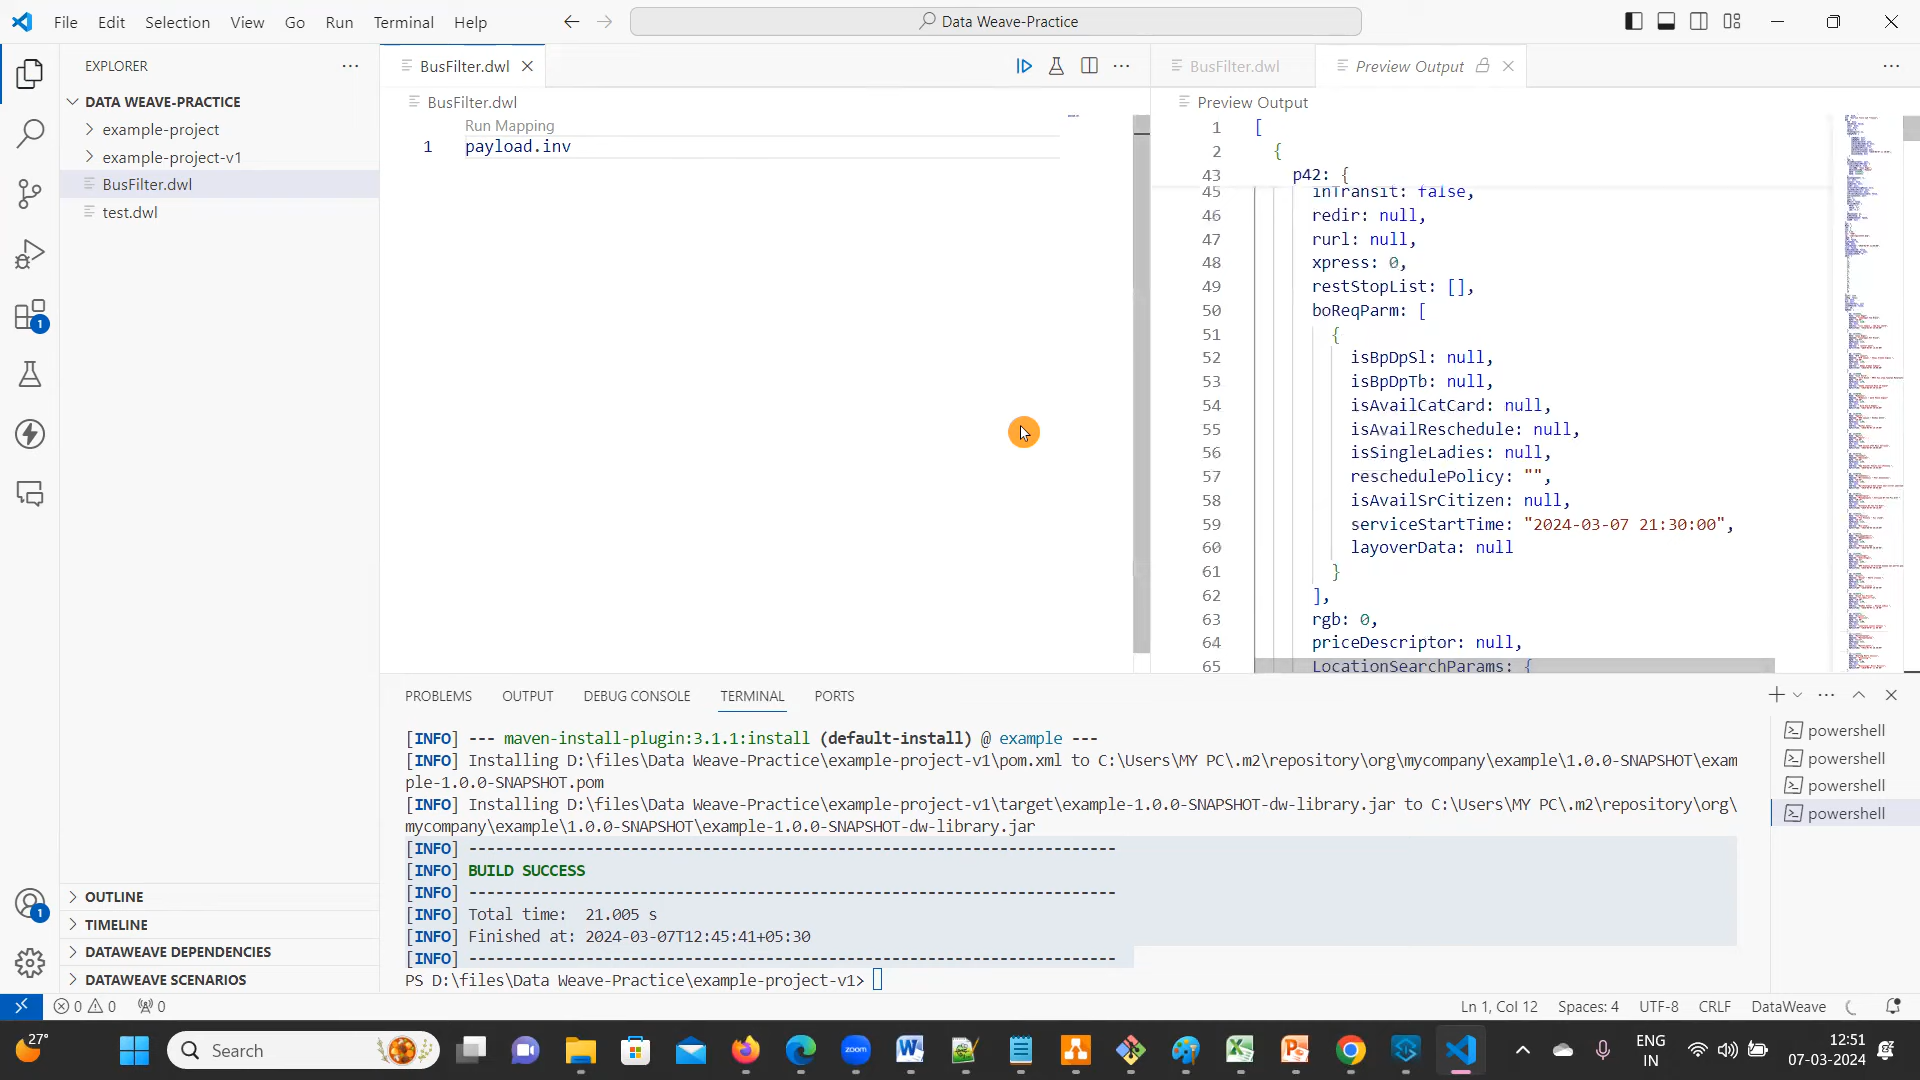 File Edit Selection View Go Run Terminal Help
Data Weave-Practice
EXPLORER
DATA WEAVE-PRACTICE
example-project
example-project-v1
BusFilter.dwl
test.dwl
OUTLINE
TIMELINE
DATAWEAVE DEPENDENCIES
DATAWEAVE SCENARIOS
1
1
BusFilter.dwl
BusFilter.dwl
Run Mapping
1 payload.inv
BusFilter.dwl Preview Output
Preview Output
1 [
2 {
43 p42: {
45 inTransit: false,
46 redir: null,
47 rurl: null,
48 xpress: 0,
49 restStopList: [],
50 boReqParm: [
51 {
52 isBpDpSl: null,
53 isBpDpTb: null,
54 isAvailCatCard: null,
55 isAvailReschedule: null,
56 isSingleLadies: null,
57 reschedulePolicy: "",
58 isAvailSrCitizen: null,
59 serviceStartTime: "2024-03-07 21:30:00",
60 layoverData: null
61 }
62 ],
63 rgb: 0,
64 priceDescriptor: null,
65 LocationSearchParams: {
PROBLEMS OUTPUT DEBUG CONSOLE TERMINAL PORTS
[INFO] --- maven-install-plugin:3.1.1:install (default-install) @ example ---
[INFO] Installing D:\files\Data Weave-Practice\example-project-v1\pom.xml to C:\Users\MY PC\.m2\repository\org\mycompany\example\1.0.0-SNAPSHOT\exam
ple-1.0.0-SNAPSHOT.pom
[INFO] Installing D:\files\Data Weave-Practice\example-project-v1\target\example-1.0.0-SNAPSHOT-dw-library.jar to C:\Users\MY PC\.m2\repository\org\
mycompany\example\1.0.0-SNAPSHOT\example-1.0.0-SNAPSHOT-dw-library.jar
[INFO] ------------------------------------------------------------------------
[INFO] BUILD SUCCESS
[INFO] ------------------------------------------------------------------------
[INFO] Total time:  21.005 s
[INFO] Finished at: 2024-03-07T12:45:41+05:30
[INFO] ------------------------------------------------------------------------
PS D:\files\Data Weave-Practice\example-project-v1>
powershell
powershell
powershell
powershell
0 0 0
Ln 1, Col 12 Spaces: 4 UTF-8 CRLF DataWeave
27°
Search
zoom
ENG
IN
12:51
07-03-2024